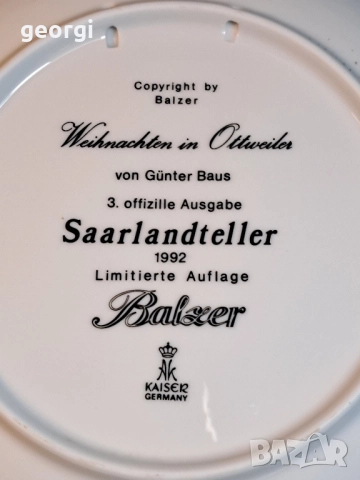 georgi
Copyright by
Balzer
Weihnachten in Ottweiler
von Günter Baus
3. offizille Ausgabe
Saarlandteller
1992
Limitierte Auflage
Balzer
AK
KAISER
GERMANY
BAZAR